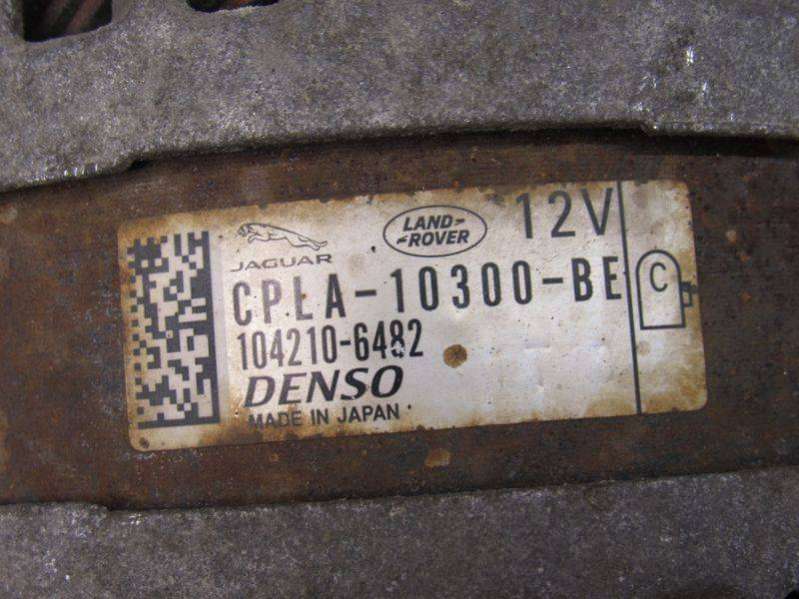 JAGUAR
LAND-
-ROVER
12V
CPLA-10300-BE
C
104210-6482
DENSO
MADE IN JAPAN